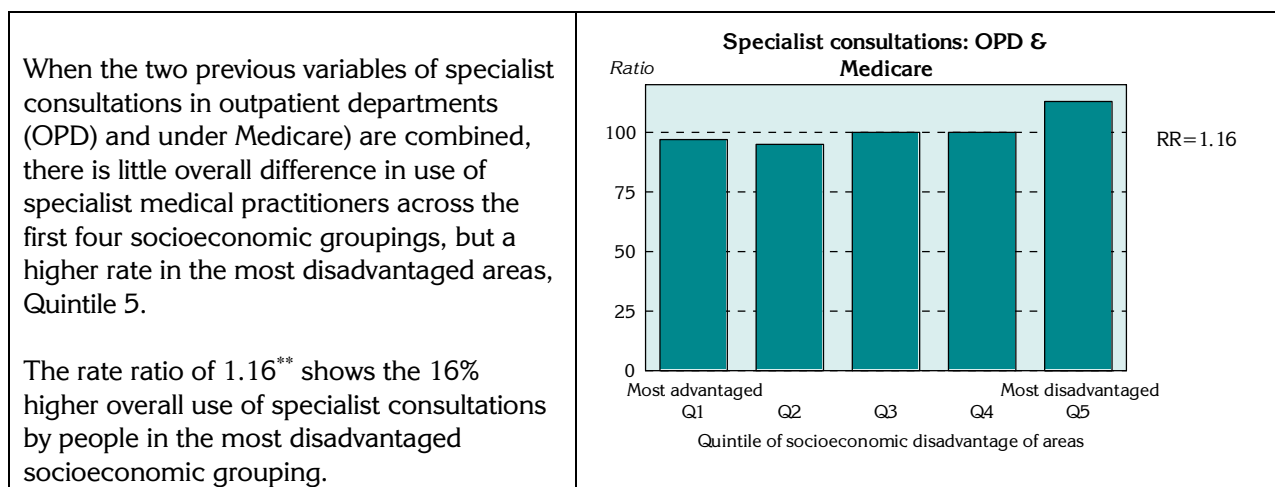 When the two previous variables of specialist
consultations in outpatient departments
(OPD) and under Medicare) are combined,
there is little overall difference in use of
specialist medical practitioners across the
first four socioeconomic groupings, but a
higher rate in the most disadvantaged areas,
Quintile 5.
The rate ratio of 1.16** shows the 16%
higher overall use of specialist consultations
by people in the most disadvantaged
socioeconomic grouping.
Specialist consultations: OPD &
Medicare
Ratio
100
75
50
25
0
RR=1.16
Most advantaged Most disadvantaged
Q1 Q2 Q3 Q4 Q5
Quintile of socioeconomic disadvantage of areas